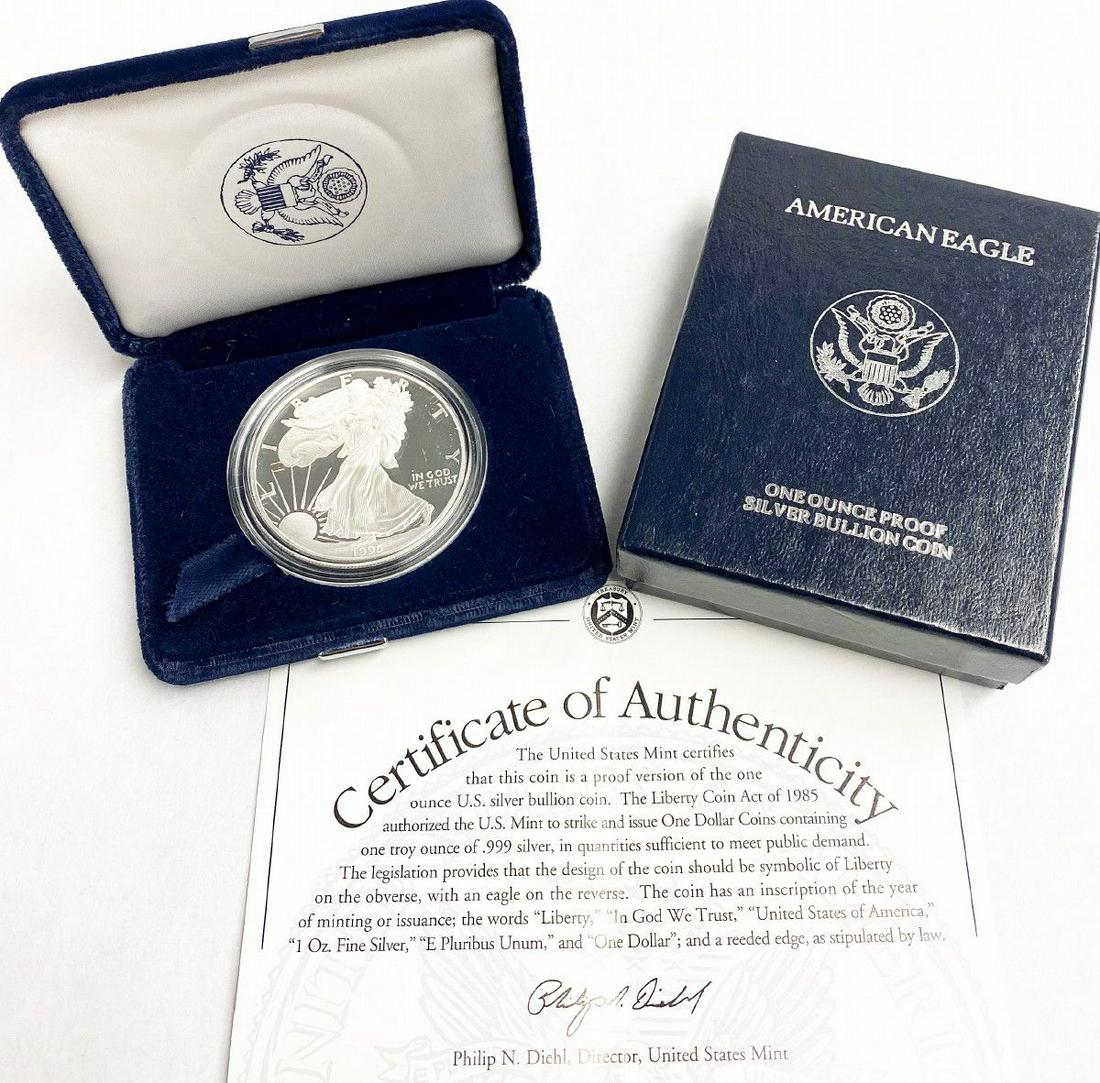 LIBERTY
IN GOD
WE TRUST
AMERICAN EAGLE
ONE OUNCE PROOF
SILVER BULLION COIN
TREASURY
UNITED STATES MINT
Certificate of Authenticity
The United States Mint certifies
that this coin is a proof version of the one
ounce U.S. silver bullion coin. The Liberty Coin Act of 1985
authorized the U.S. Mint to strike and issue One Dollar Coins containing
one troy ounce of .999 silver, in quantities sufficient to meet public demand.
The legislation provides that the design of the coin should be symbolic of Liberty
on the obverse, with an eagle on the reverse. The coin has an inscription of the year
of minting or issuance; the words “Liberty,” “In God We Trust,” “United States of America,”
“1 Oz. Fine Silver,” “E Pluribus Unum,” and “One Dollar”; and a reeded edge, as stipulated by law.
Philip N. Diehl
Philip N. Diehl, Director, United States Mint